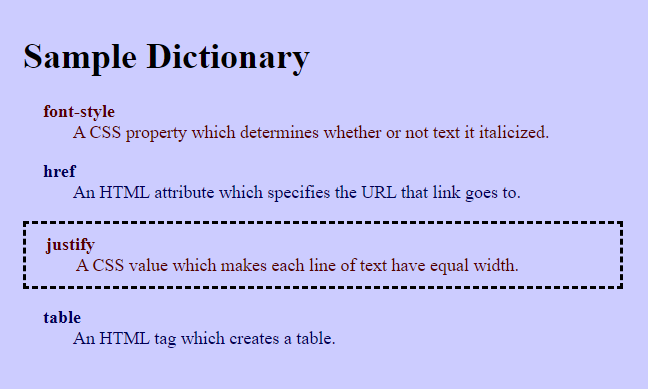 Sample Dictionary
font-style
A CSS property which determines whether or not text it italicized.
href
An HTML attribute which specifies the URL that link goes to.
justify
A CSS value which makes each line of text have equal width.
table
An HTML tag which creates a table.